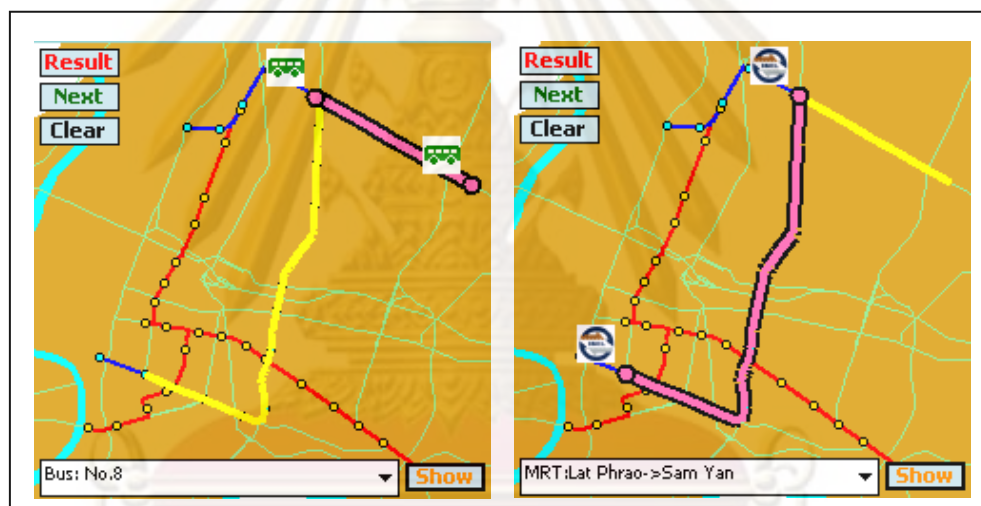 Result
Next
Clear
Bus: No.8
Show
Result
Next
Clear
MRT:Lat Phrao->Sam Yan
Show